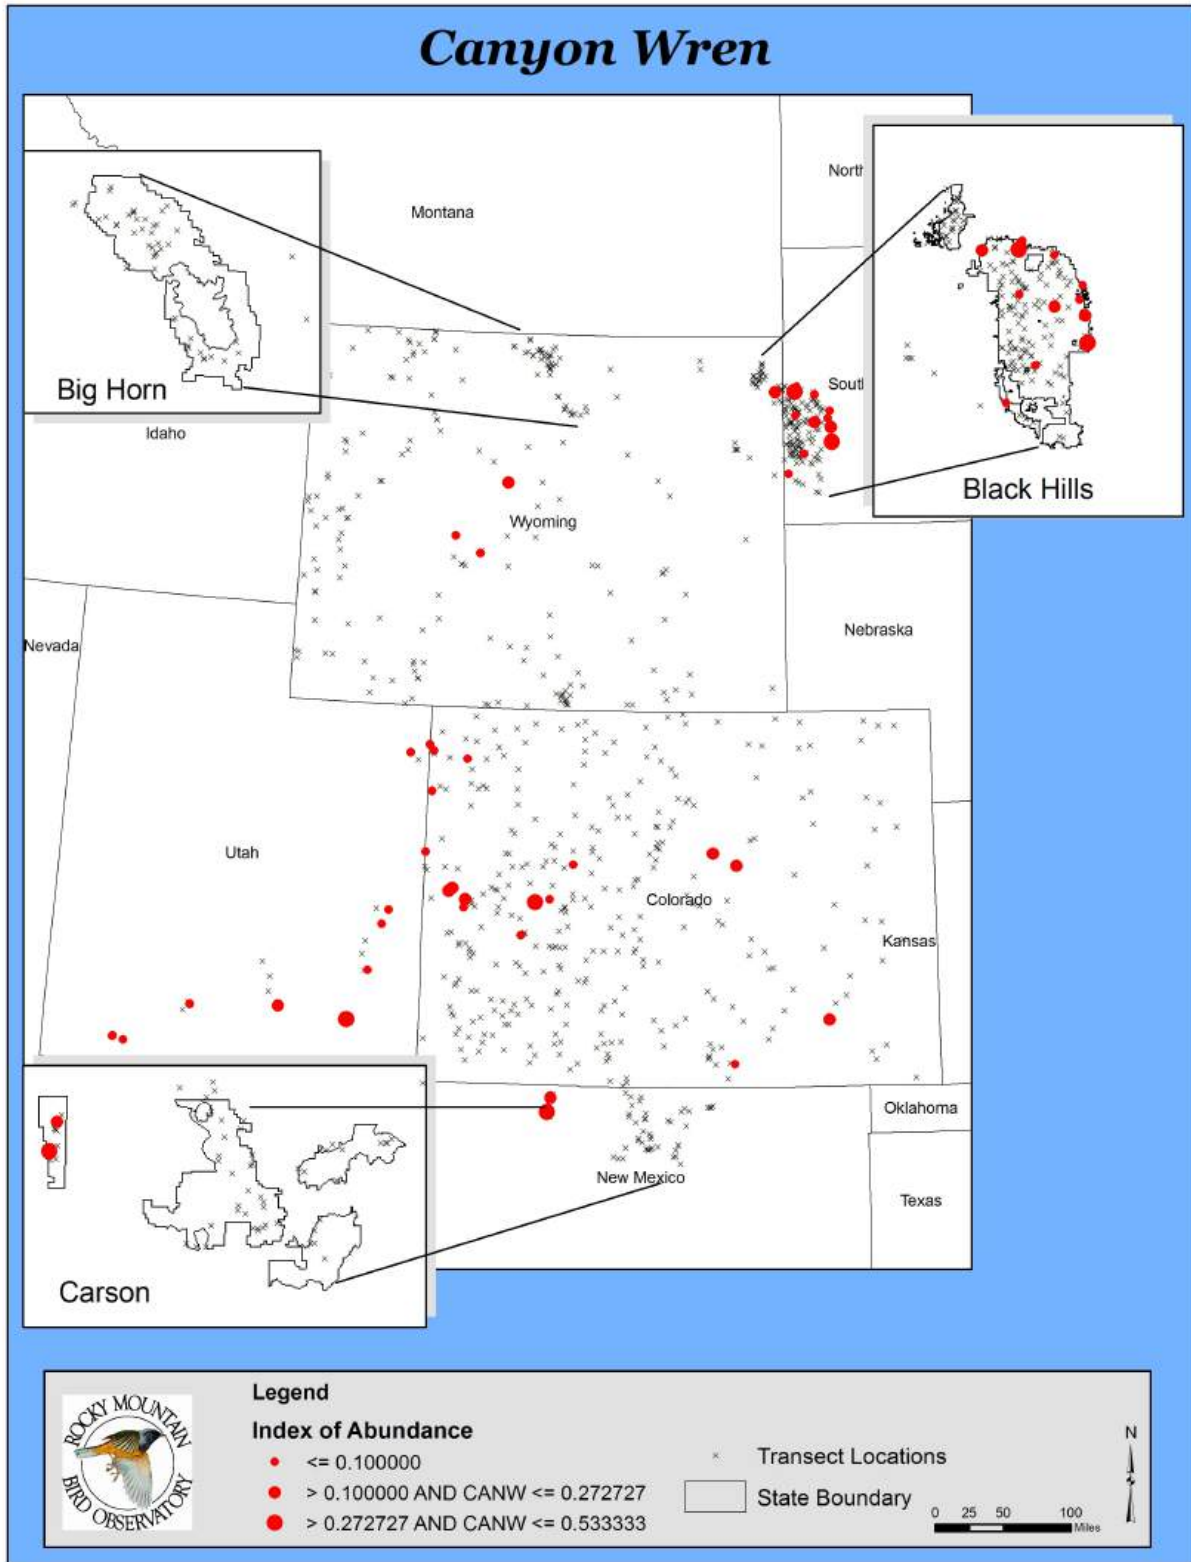 Canyon Wren
Montana
North
Big Horn
Idaho
South
Black Hills
Wyoming
Nebraska
Nevada
Utah
Colorado
Kansas
Oklahoma
New Mexico
Texas
Carson
Legend
Index of Abundance
<= 0.100000
> 0.100000 AND CANW <= 0.272727
> 0.272727 AND CANW <= 0.533333
Transect Locations
State Boundary
N
0 25 50 100
Miles
ROCKY MOUNTAIN
BIRD OBSERVATORY